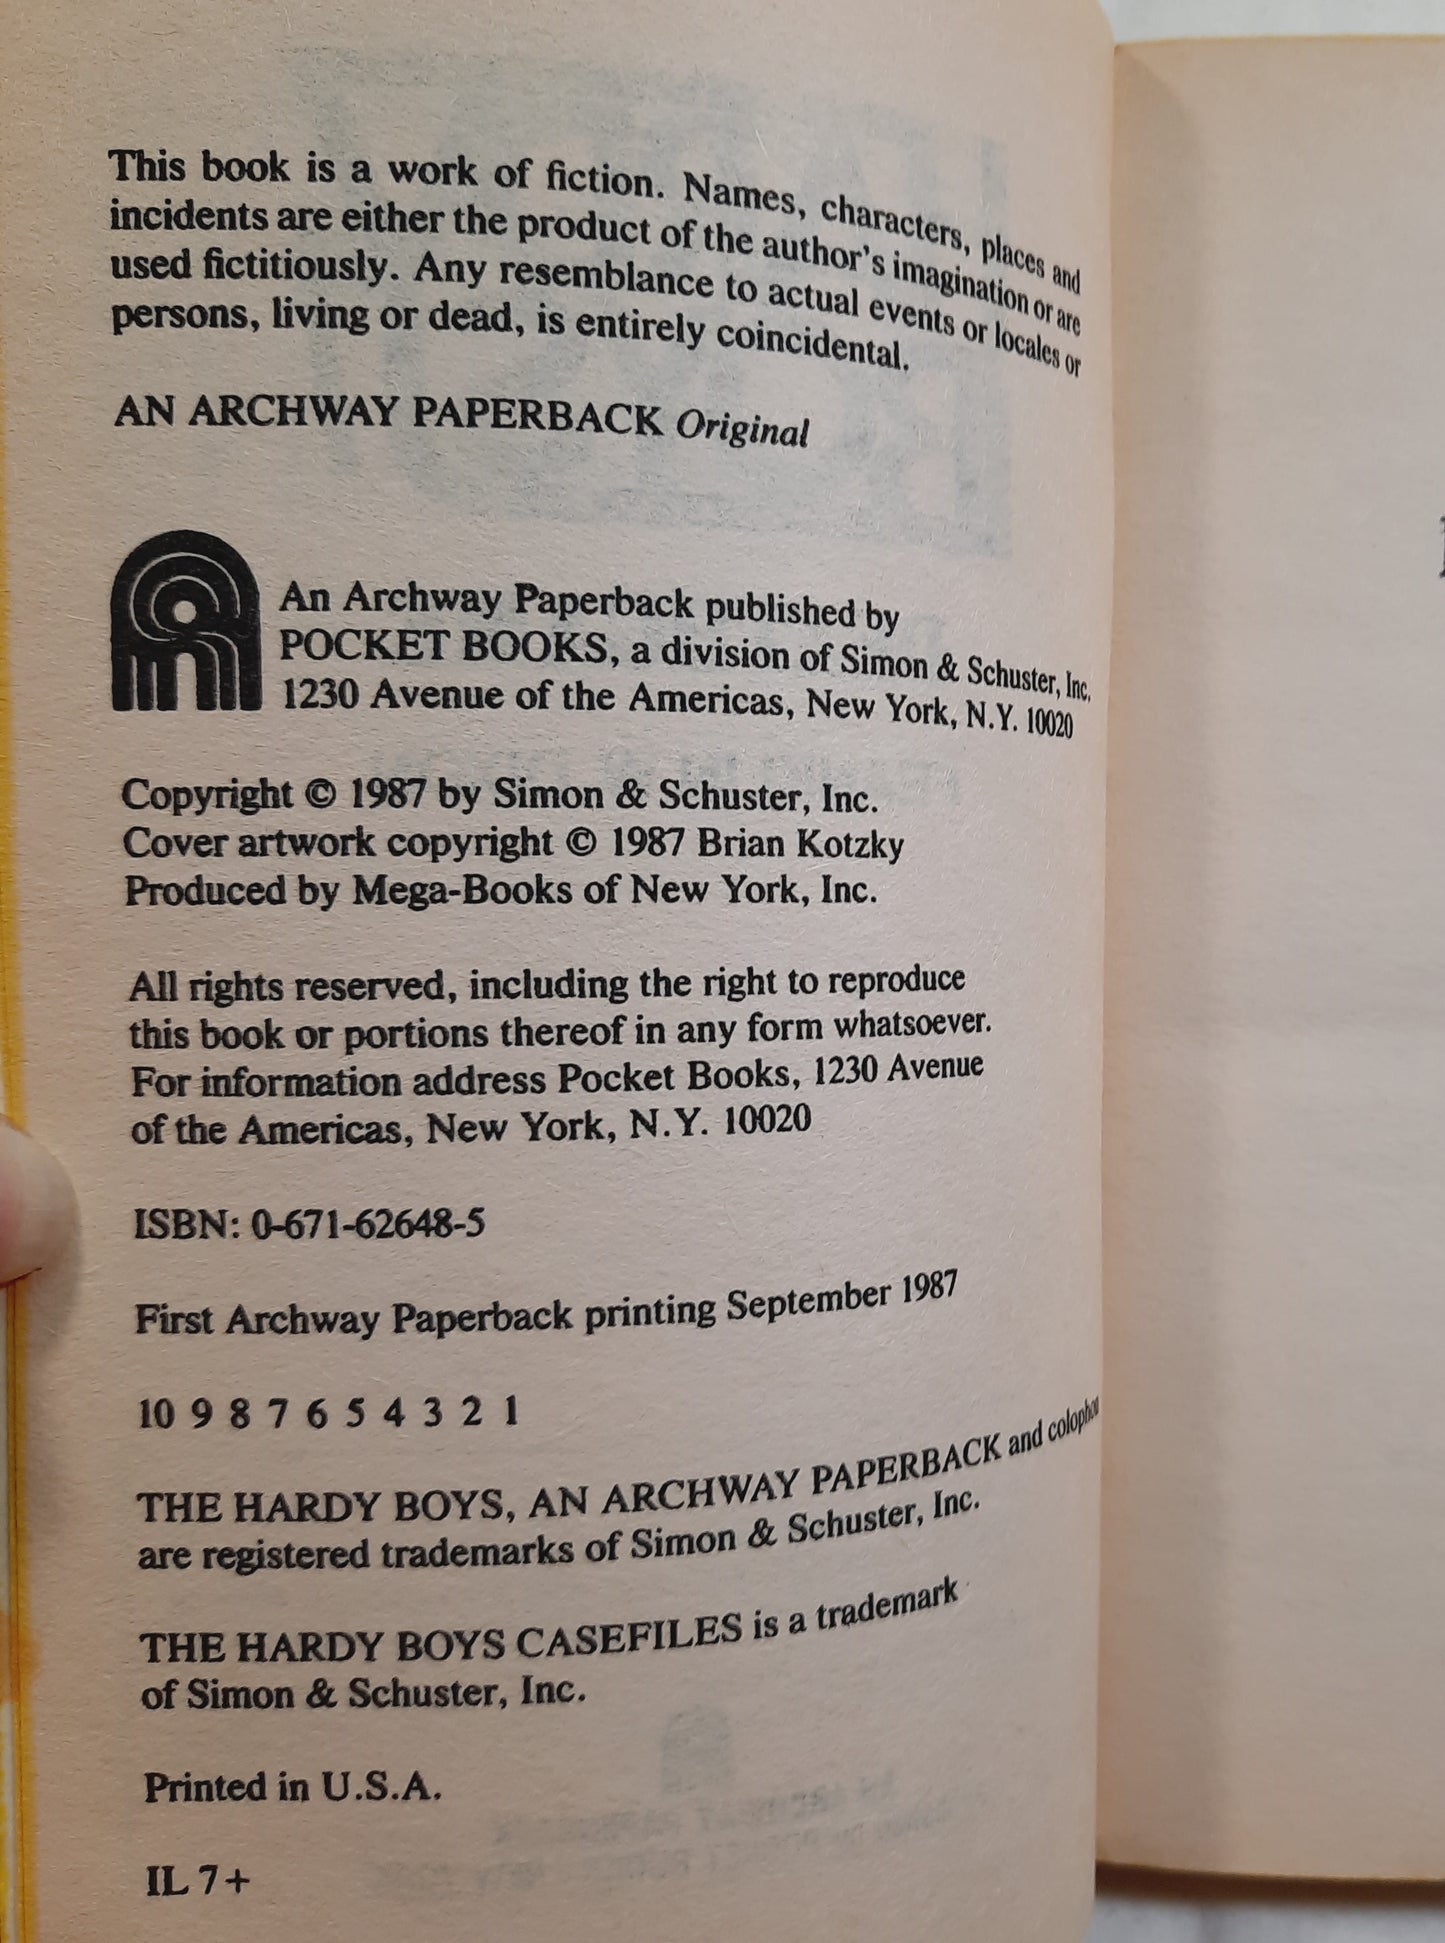 This book is a work of fiction. Names, characters, places and
incidents are either the product of the author's imagination or are
used fictitiously. Any resemblance to actual events or locales or
persons, living or dead, is entirely coincidental.
AN ARCHWAY PAPERBACK Original
An Archway Paperback published by
POCKET BOOKS, a division of Simon & Schuster, Inc.
1230 Avenue of the Americas, New York, N.Y. 10020
Copyright © 1987 by Simon & Schuster, Inc.
Cover artwork copyright © 1987 Brian Kotzky
Produced by Mega-Books of New York, Inc.
All rights reserved, including the right to reproduce
this book or portions thereof in any form whatsoever.
For information address Pocket Books, 1230 Avenue
of the Americas, New York, N.Y. 10020
ISBN: 0-671-62648-5
First Archway Paperback printing September 1987
10 9 8 7 6 5 4 3 2 1
THE HARDY BOYS, AN ARCHWAY PAPERBACK and colophon
are registered trademarks of Simon & Schuster, Inc.
THE HARDY BOYS CASEFILES is a trademark
of Simon & Schuster, Inc.
Printed in U.S.A.
IL 7+